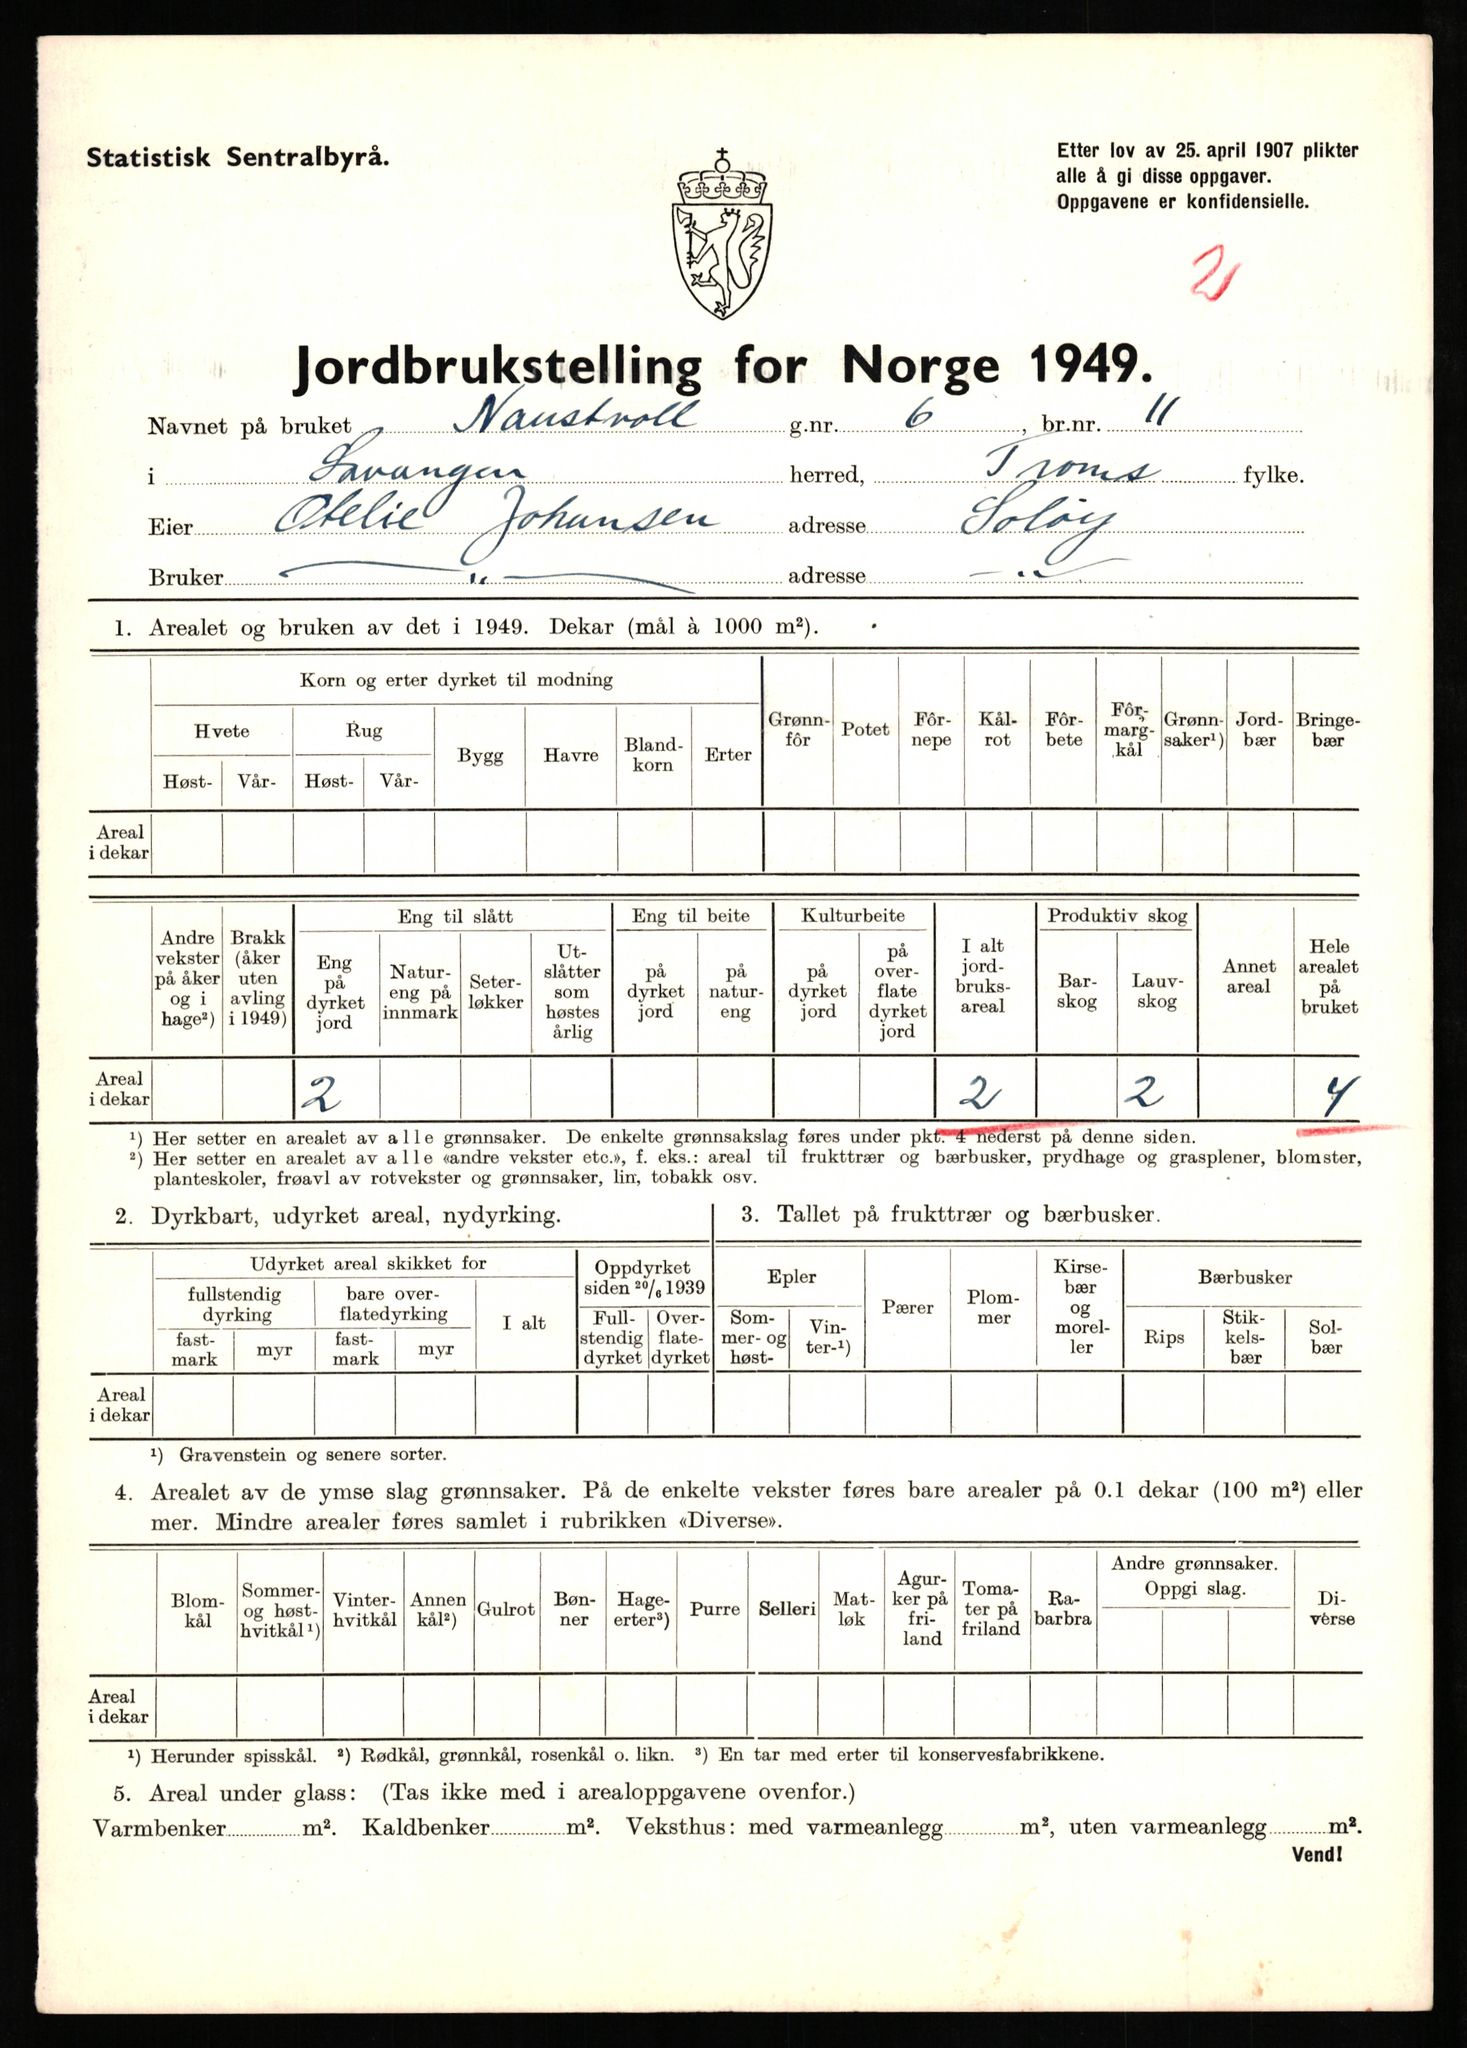 Statistisk Sentralbyrå.
Etter lov av 25. april 1907 plikter
alle å gi disse oppgaver.
Oppgavene er konfidensielle.
2
Jordbrukstelling for Norge 1949.
Navnet på bruket Naustvoll g.nr. 6, br.nr. 11
i Lavangen herred, Troms fylke.
Eier Otelie Johansen adresse Soløy
Bruker — „ — adresse — „ —
1. Arealet og bruken av det i 1949. Dekar (mål à 1000 m²).
Korn og erter dyrket til modning
Hvete Rug Bygg Havre Bland-korn Erter Grønn-fôr Potet Fôr-nepe Kål-rot Fôr-bete Fôr-marg-kål Grønn-saker¹) Jord-bær Bringe-bær
Høst- Vår- Høst- Vår-
Areal
i dekar
Eng til slått Eng til beite Kulturbeite Produktiv skog
Andre vekster på åker og i hage²) Brakk (åker uten avling i 1949) Eng på dyrket jord Natur-eng på innmark Seter-løkker Ut-slåtter som høstes årlig på dyrket jord på natur-eng på dyrket jord på over-flate dyrket jord I alt jord-bruks-areal Bar-skog Lauv-skog Annet areal Hele arealet på bruket
Areal
i dekar 2 2 2 4
¹) Her setter en arealet av alle grønnsaker. De enkelte grønnsakslag føres under pkt. 4 nederst på denne siden.
²) Her setter en arealet av alle «andre vekster etc.», f. eks.: areal til frukttrær og bærbusker, prydhage og grasplener, blomster,
planteskoler, frøavl av rotvekster og grønnsaker, lin, tobakk osv.
2. Dyrkbart, udyrket areal, nydyrking.
Udyrket areal skikket for Oppdyrket siden 20/6 1939
fullstendig dyrking bare over-flatedyrking I alt Full-stendig dyrket Over-flate-dyrket
fast-mark myr fast-mark myr
Areal
i dekar
3. Tallet på frukttrær og bærbusker.
Epler Pærer Plom-mer Kirse-bær og morel-ler Bærbusker
Som-mer- og høst- Vin-ter-¹) Rips Stik-kels-bær Sol-bær
¹) Gravenstein og senere sorter.
4. Arealet av de ymse slag grønnsaker. På de enkelte vekster føres bare arealer på 0.1 dekar (100 m²) eller
mer. Mindre arealer føres samlet i rubrikken «Diverse».
Blom-kål Sommer- og høst-hvitkål¹) Vinter-hvitkål Annen kål²) Gulrot Bøn-ner Hage-erter³) Purre Selleri Mat-løk Agur-ker på fri-land Toma-ter på friland Ra-barbra Andre grønnsaker. Oppgi slag. Di-verse
Areal
i dekar
¹) Herunder spisskål. ²) Rødkål, grønnkål, rosenkål o. likn. ³) En tar med erter til konservesfabrikkene.
5. Areal under glass: (Tas ikke med i arealoppgavene ovenfor.)
Varmbenker m². Kaldbenker m². Veksthus: med varmeanlegg m², uten varmeanlegg m².
Vend!